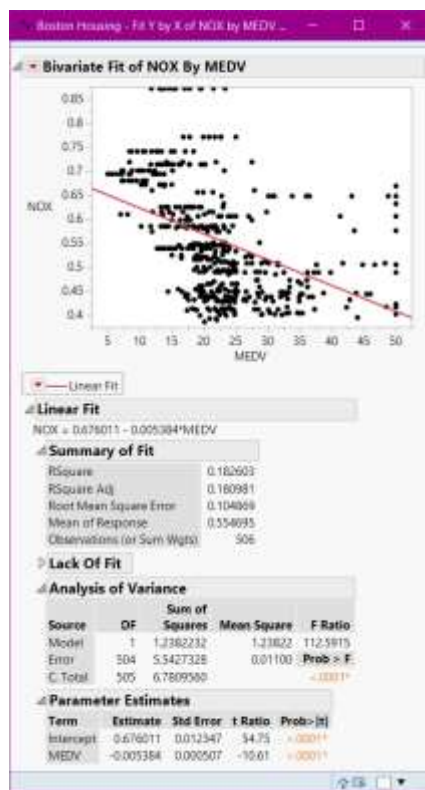 Boston Housing - Fit Y by X of NOX by MEDV ...
Bivariate Fit of NOX By MEDV
0.85
0.8
0.75
0.7
0.65
NOX
0.6
0.55
0.5
0.45
0.4
5 10 15 20 25 30 35 40 45 50
MEDV
Linear Fit
Linear Fit
NOX = 0.676011 - 0.005384*MEDV
Summary of Fit
RSquare 0.182603
RSquare Adj 0.180981
Root Mean Square Error 0.104869
Mean of Response 0.554695
Observations (or Sum Wgts) 506
Lack Of Fit
Analysis of Variance
Sum of
Source DF Squares Mean Square F Ratio
Model 1 1.2382232 1.23822 112.5915
Error 504 5.5427328 0.01100 Prob > F
C. Total 505 6.7809560 <.0001*
Parameter Estimates
Term Estimate Std Error t Ratio Prob>|t|
Intercept 0.676011 0.012347 54.75 <.0001*
MEDV -0.005384 0.000507 -10.61 <.0001*